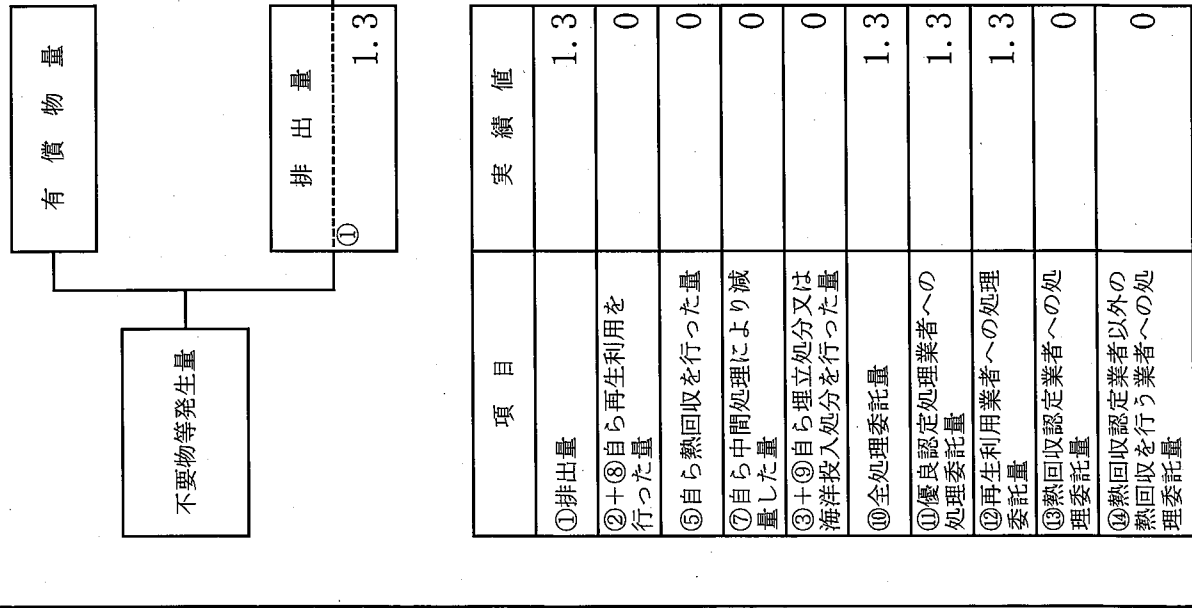 有償物量
不要物等発生量
排出量
①
1.3
項目
実績値
①排出量
1.3
②+⑧自ら再生利用を
行った量
0
⑤自ら熱回収を行った量
0
⑦自ら中間処理により減
量した量
0
③+⑨自ら埋立処分又は
海洋投入処分を行った量
0
⑩全処理委託量
1.3
⑪優良認定処理業者への
処理委託量
1.3
⑫再生利用業者への処理
委託量
1.3
⑬熱回収認定業者への処
理委託量
0
⑭熱回収認定業者以外の
熱回収を行う業者への処
理委託量
0